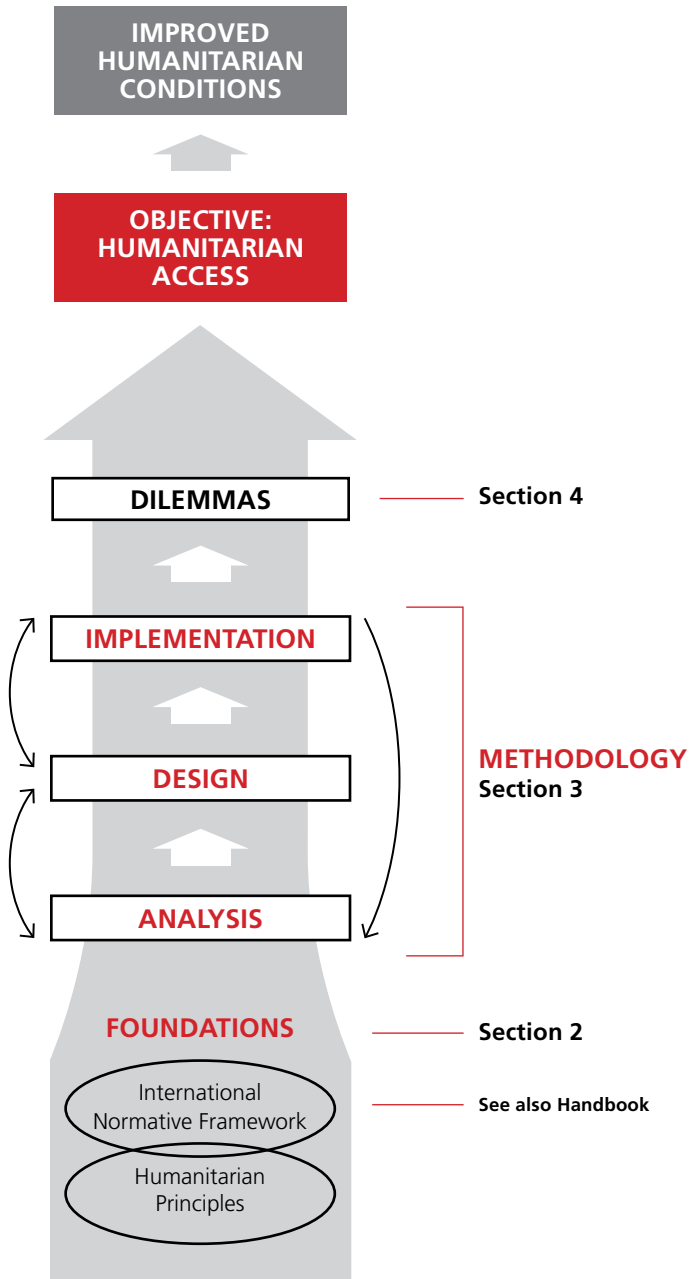 IMPROVED
HUMANITARIAN
CONDITIONS
OBJECTIVE:
HUMANITARIAN
ACCESS
DILEMMAS
Section 4
IMPLEMENTATION
DESIGN
METHODOLOGY
Section 3
ANALYSIS
FOUNDATIONS
Section 2
International
Normative Framework
See also Handbook
Humanitarian
Principles